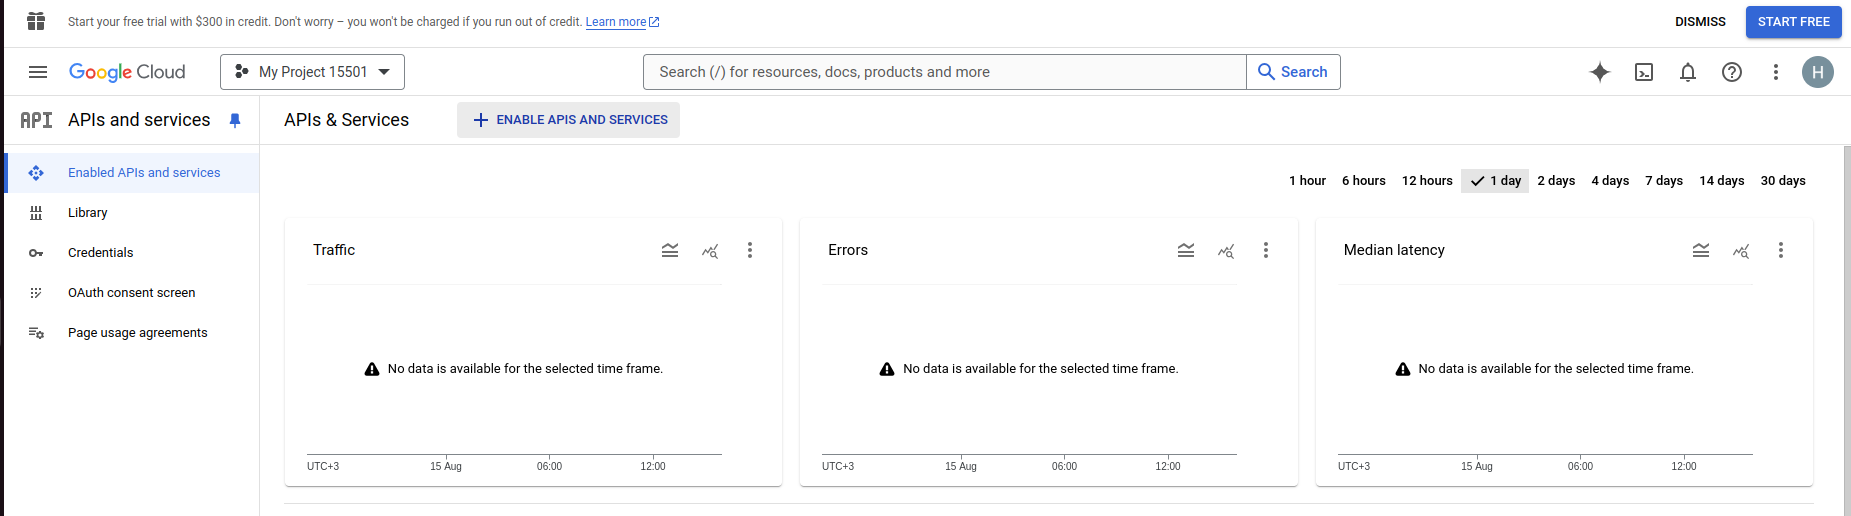 Start your free trial with $300 in credit. Don't worry – you won't be charged if you run out of credit. Learn more
DISMISS
START FREE
Google Cloud
My Project 15501
Search (/) for resources, docs, products and more
Search
H
API
APIs and services
APIs & Services
ENABLE APIS AND SERVICES
Enabled APIs and services
Library
Credentials
OAuth consent screen
Page usage agreements
1 hour 6 hours 12 hours 1 day 2 days 4 days 7 days 14 days 30 days
Traffic
No data is available for the selected time frame.
UTC+3 15 Aug 06:00 12:00
Errors
No data is available for the selected time frame.
UTC+3 15 Aug 06:00 12:00
Median latency
No data is available for the selected time frame.
UTC+3 15 Aug 06:00 12:00